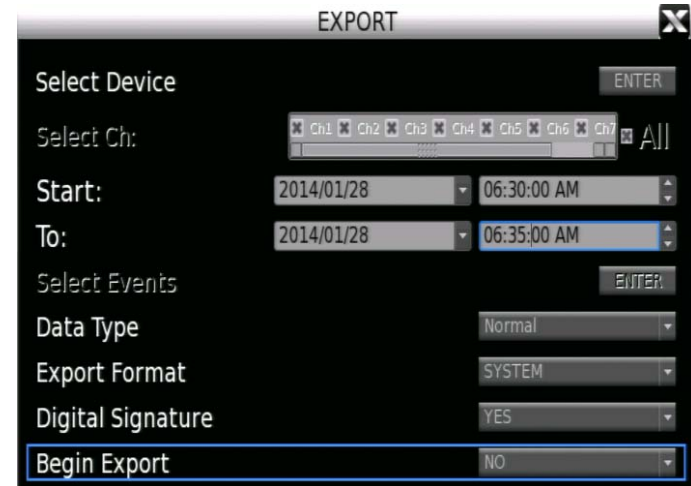 EXPORT X
Select Device ENTER
Select Ch: Ch1 Ch2 Ch3 Ch4 Ch5 Ch6 Ch7 All
Start: 2014/01/28 06:30:00 AM
To: 2014/01/28 06:35:00 AM
Select Events ENTER
Data Type Normal
Export Format SYSTEM
Digital Signature YES
Begin Export NO